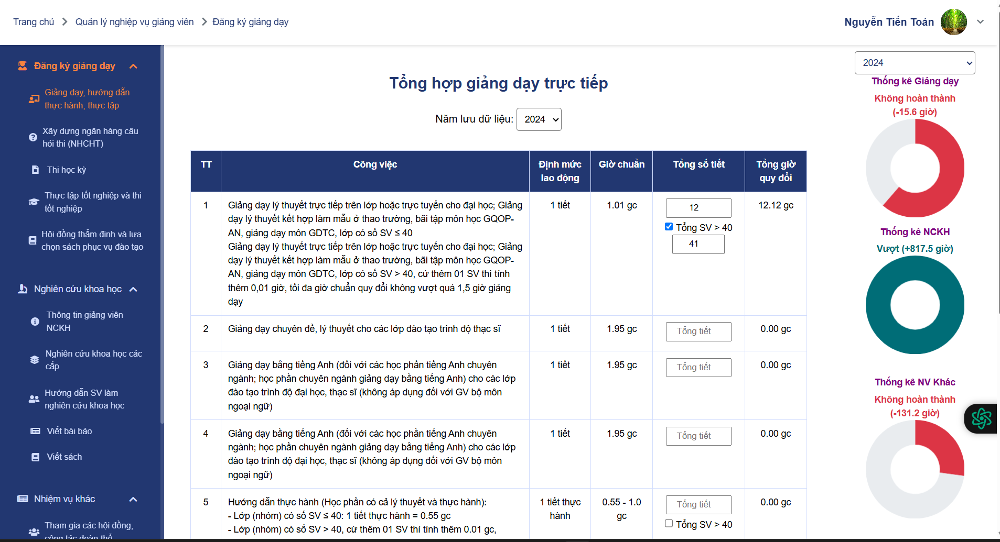 Trang chủ
Quản lý nghiệp vụ giảng viên
Đăng ký giảng dạy
Nguyễn Tiến Toán
Đăng ký giảng dạy
Giảng dạy, hướng dẫn
thực hành, thực tập
Xây dựng ngân hàng câu
hỏi thi (NHCHT)
Thi học kỳ
Thực tập tốt nghiệp và thi
tốt nghiệp
Hội đồng thẩm định và lựa
chọn sách phục vụ đào tạo
Nghiên cứu khoa học
Thông tin giảng viên
NCKH
Nghiên cứu khoa học các
cấp
Hướng dẫn SV làm
nghiên cứu khoa học
Viết bài báo
Viết sách
Nhiệm vụ khác
Tham gia các hội đồng,
công tác đoàn thể
Tổng hợp giảng dạy trực tiếp
Năm lưu dữ liệu: 2024
TT
Công việc
Định mức
lao động
Giờ chuẩn
Tổng số tiết
Tổng giờ
quy đổi
1
Giảng dạy lý thuyết trực tiếp trên lớp hoặc trực tuyến cho đại học; Giảng
dạy lý thuyết kết hợp làm mẫu ở thao trường, bãi tập môn học GQOP-
AN, giảng dạy môn GDTC, lớp có số SV ≤ 40
Giảng dạy lý thuyết trực tiếp trên lớp hoặc trực tuyến cho đại học; Giảng
dạy lý thuyết kết hợp làm mẫu ở thao trường, bãi tập môn học GQOP-
AN, giảng dạy môn GDTC, lớp có số SV > 40, cứ thêm 01 SV thì tính
thêm 0,01 giờ, tối đa giờ chuẩn quy đổi không vượt quá 1,5 giờ giảng
dạy
1 tiết
1.01 gc
12
Tổng SV > 40
41
12.12 gc
2
Giảng dạy chuyên đề, lý thuyết cho các lớp đào tạo trình độ thạc sĩ
1 tiết
1.95 gc
Tổng tiết
0.00 gc
3
Giảng dạy bằng tiếng Anh (đối với các học phần tiếng Anh chuyên
ngành; học phần chuyên ngành giảng dạy bằng tiếng Anh) cho các lớp
đào tạo trình độ đại học, thạc sĩ (không áp dụng đối với GV bộ môn
ngoại ngữ)
1 tiết
1.95 gc
Tổng tiết
0.00 gc
4
Giảng dạy bằng tiếng Anh (đối với các học phần tiếng Anh chuyên
ngành; học phần chuyên ngành giảng dạy bằng tiếng Anh) cho các lớp
đào tạo trình độ đại học, thạc sĩ (không áp dụng đối với GV bộ môn
ngoại ngữ)
1 tiết
1.95 gc
Tổng tiết
0.00 gc
5
Hướng dẫn thực hành (Học phần có cả lý thuyết và thực hành):
- Lớp (nhóm) có số SV ≤ 40: 1 tiết thực hành = 0.55 gc
- Lớp (nhóm) có số SV > 40, cứ thêm 01 SV thì tính thêm 0.01 gc,
1 tiết thực
hành
0.55 - 1.0
gc
Tổng tiết
Tổng SV > 40
0.00 gc
2024
Thống kê Giảng dạy
Không hoàn thành
(-15.6 giờ)
Thống kê NCKH
Vượt (+817.5 giờ)
Thống kê NV Khác
Không hoàn thành
(-131.2 giờ)